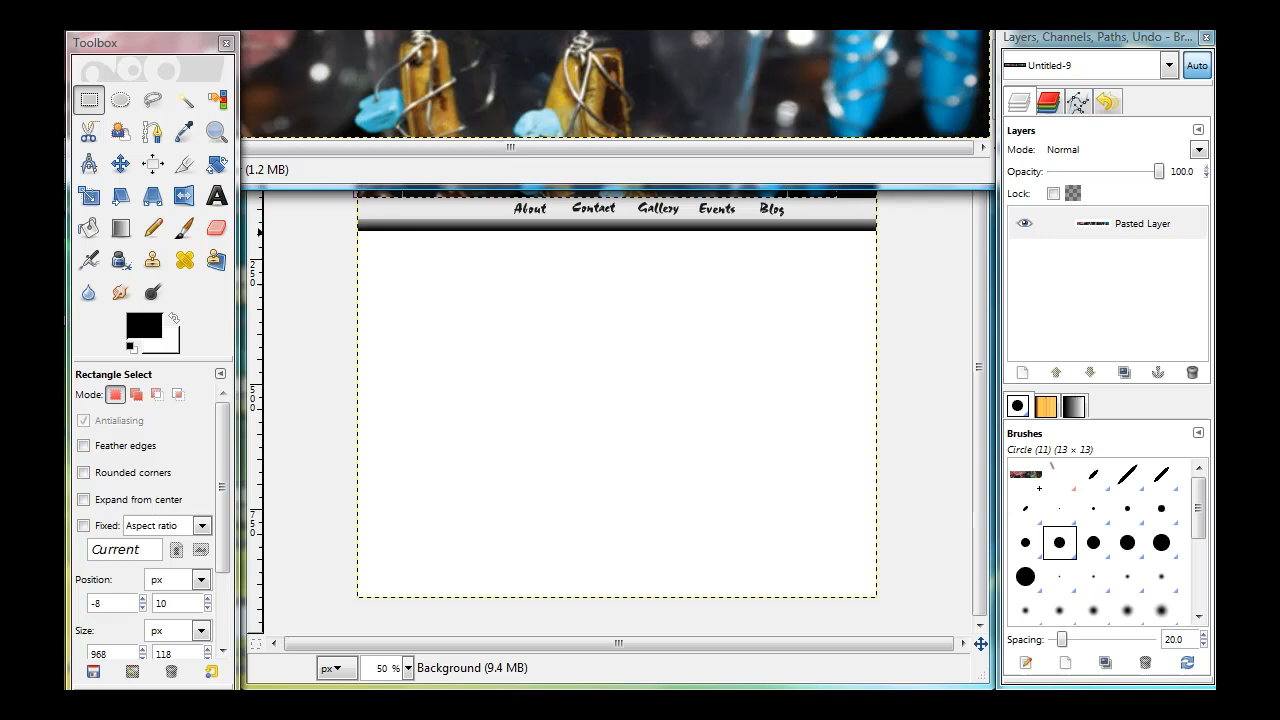 Toolbox
Layers, Channels, Paths, Undo - Br...
Untitled-9
Auto
Layers
Mode: Normal
Opacity: 100.0
Lock:
Pasted Layer
(1.2 MB)
About Contact Gallery Events Blog
250
500
750
Rectangle Select
Mode:
Antialiasing
Feather edges
Rounded corners
Expand from center
Fixed: Aspect ratio
Current
Position: px
-8 10
Size: px
968 118
Brushes
Circle (11) (13 × 13)
Spacing: 20.0
px 50 % Background (9.4 MB)